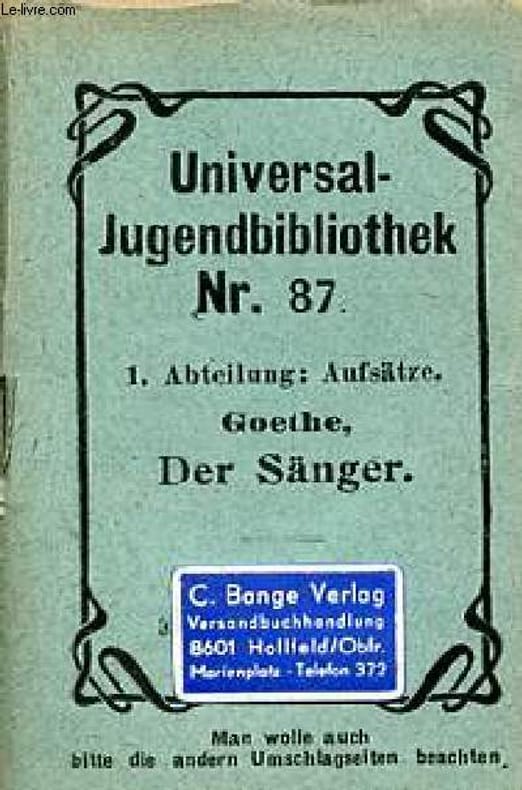 Le-livre.com
Universal-
Jugendbibliothek
Nr. 87.
1. Abteilung: Aufsätze.
Goethe,
Der Sänger.
C. Bange Verlag
Versandbuchhandlung
8601 Hollfeld/Obfr.
Marienplatz - Telefon 372
Man wolle auch
bitte die andern Umschlagseiten beachten.